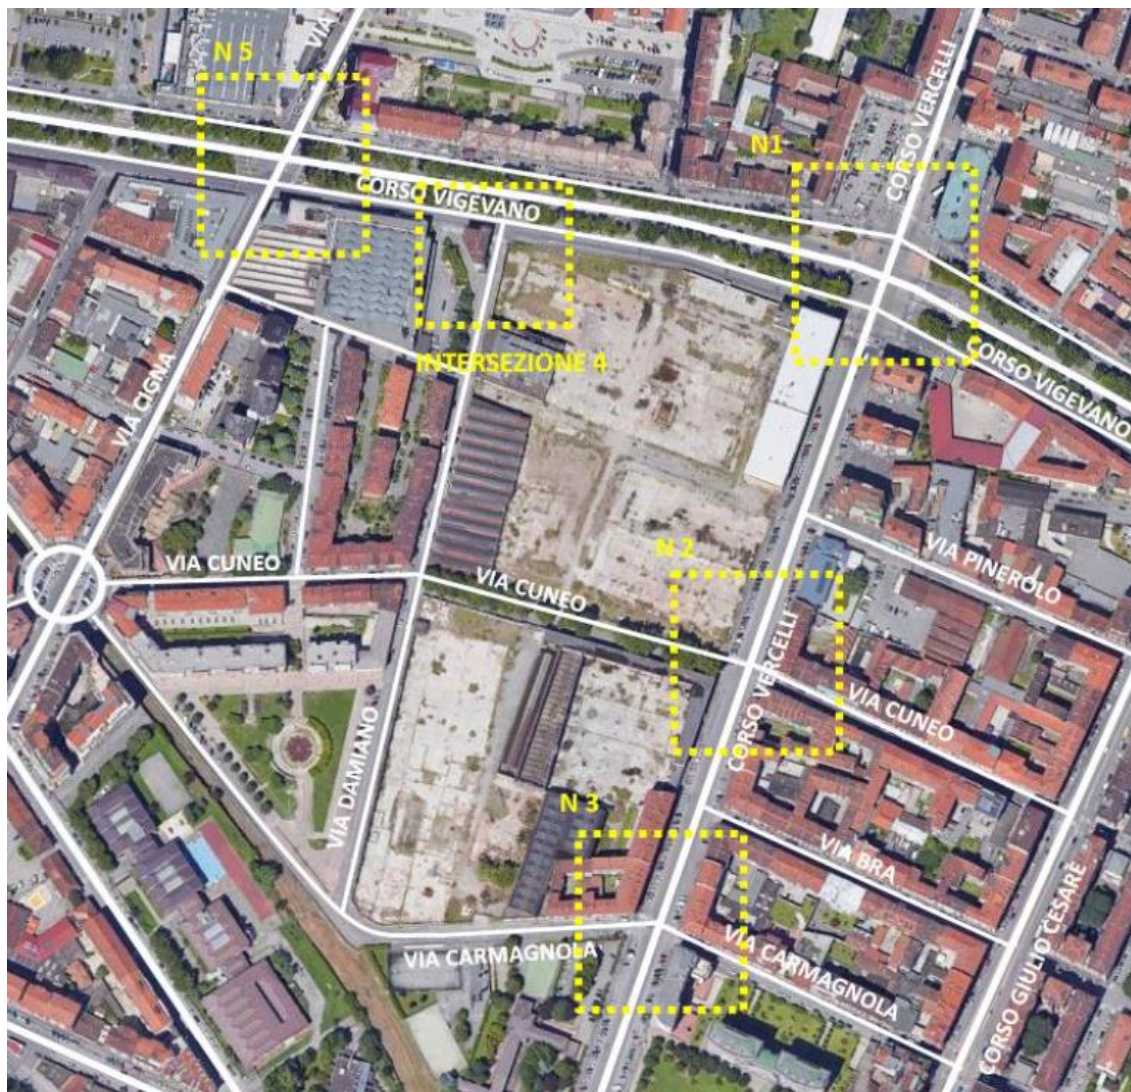 VIA
N 5
CORSO VERCELLI
N1
CORSO VIGEVANO
INTERSEZIONE 4
CORSO VIGEVANO
VIA CIGNA
VIA PINEROLO
N 2
VIA CUNEO
VIA CUNEO
CORSO VERCELLI
VIA CUNEO
VIA DAMIANO
N 3
VIA BRA
VIA CARMAGNOLA
VIA CARMAGNOLA
CORSO GIULIO CESARE